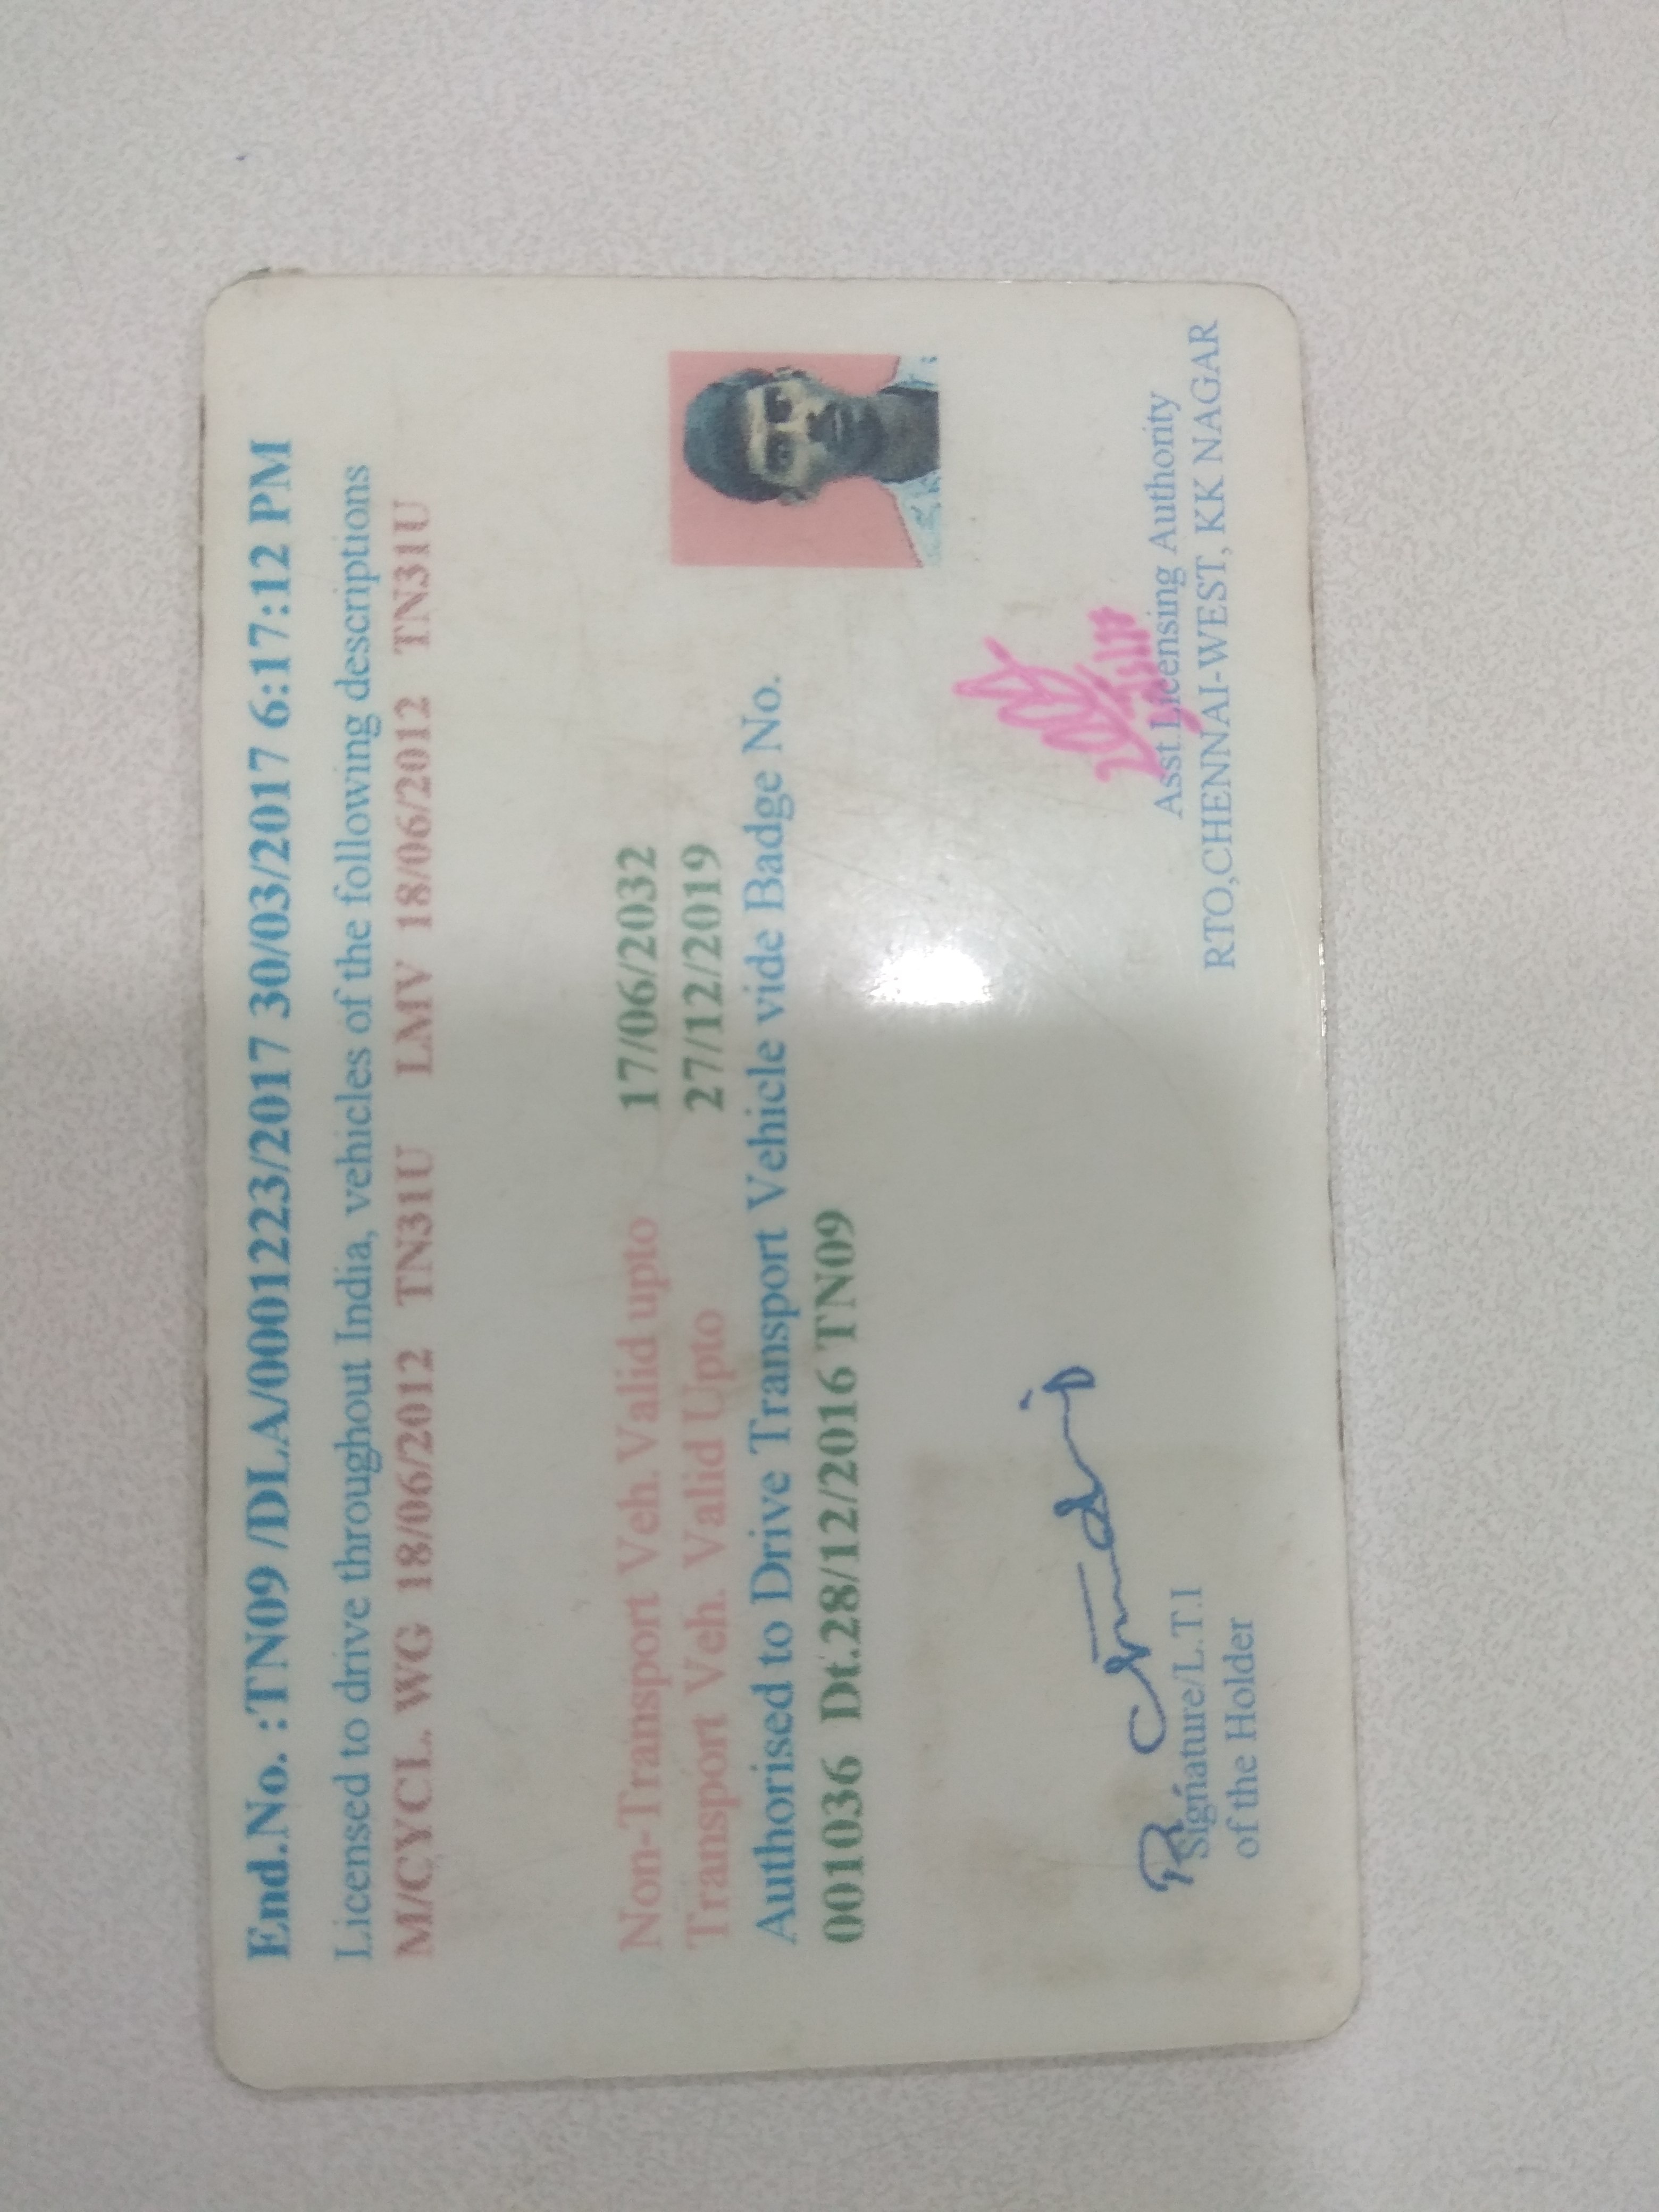 End.No. :TN09 /DLA/0001223/2017 30/03/2017 6:17:12 PM
Licensed to drive throughout India, vehicles of the following descriptions
M/CYCL. WG 18/06/2012 TN31U LMV 18/06/2012 TN31U
Non-Transport Veh.Valid upto 17/06/2032
Transport Veh. Valid Upto 27/12/2019
Authorised to Drive Transport Vehicle vide Badge No.
001036 Dt.28/12/2016 TN09
Signature/L.T.I
of the Holder
Asst Licensing Authority
RTO,CHENNAI-WEST, KK NAGAR